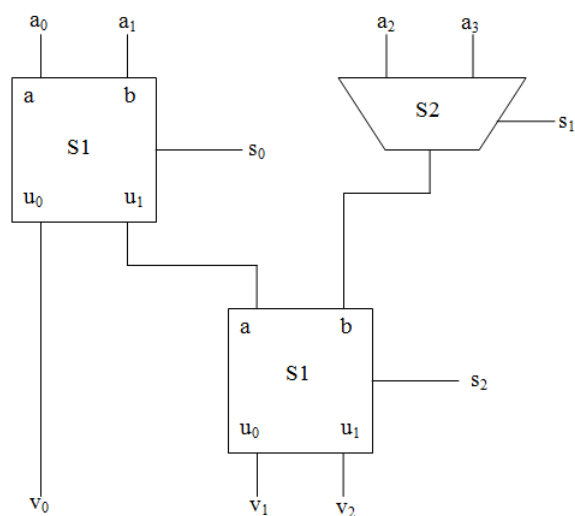 a₀ a₁ a₂ a₃
a b
S1
S2
s₀
s₁
u₀ u₁
a b
S1
s₂
u₀ u₁
v₀ v₁ v₂